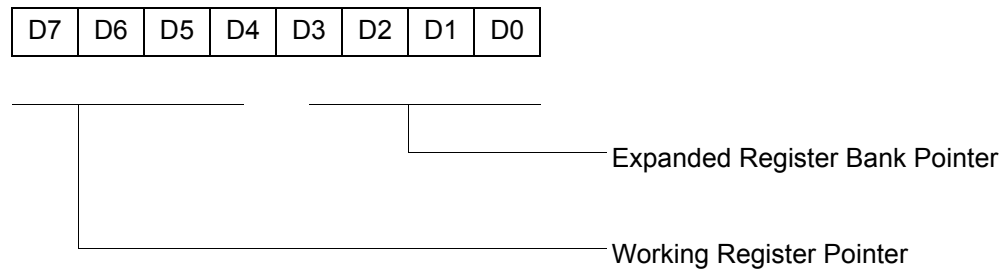 D7 D6 D5 D4 D3 D2 D1 D0
Expanded Register Bank Pointer
Working Register Pointer